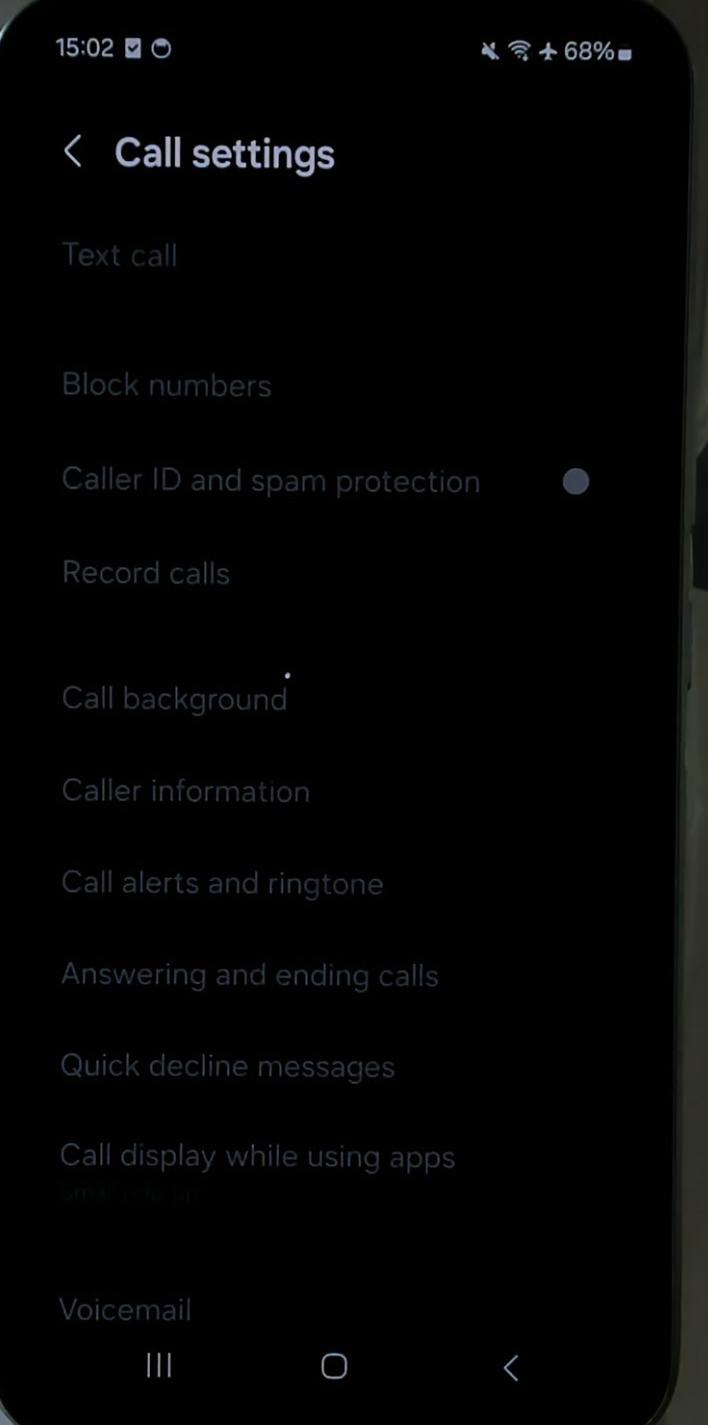 15:02 68%
Call settings
Text call
Block numbers
Caller ID and spam protection
Record calls
Call background
Caller information
Call alerts and ringtone
Answering and ending calls
Quick decline messages
Call display while using apps
Voicemail